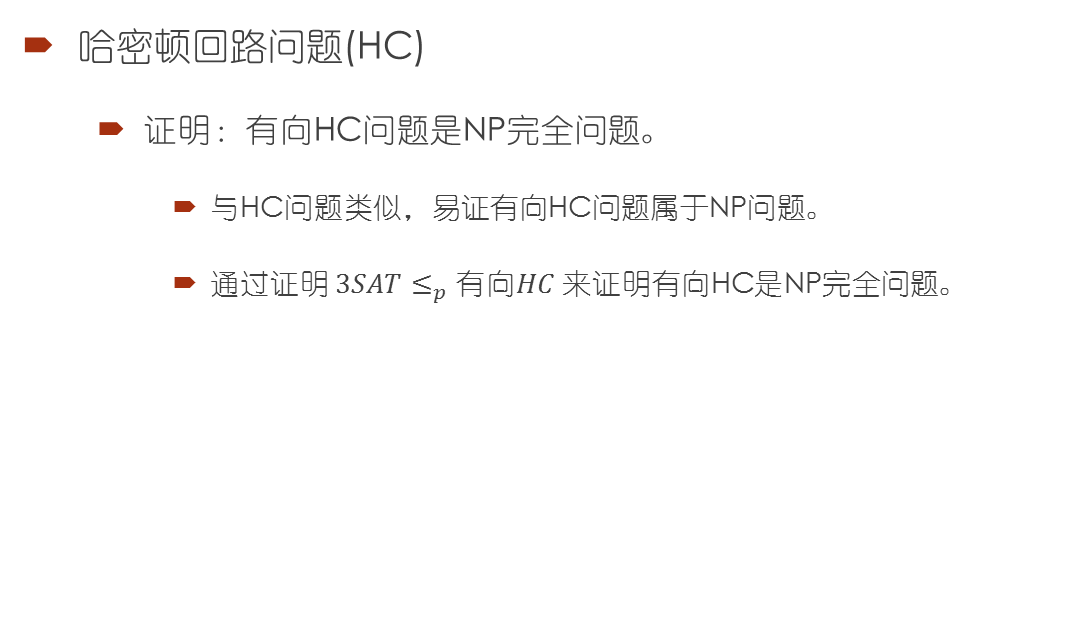 哈密顿回路问题(HC)
证明：有向HC问题是NP完全问题。
与HC问题类似，易证有向HC问题属于NP问题。
通过证明 3SAT ≤p 有向HC 来证明有向HC是NP完全问题。